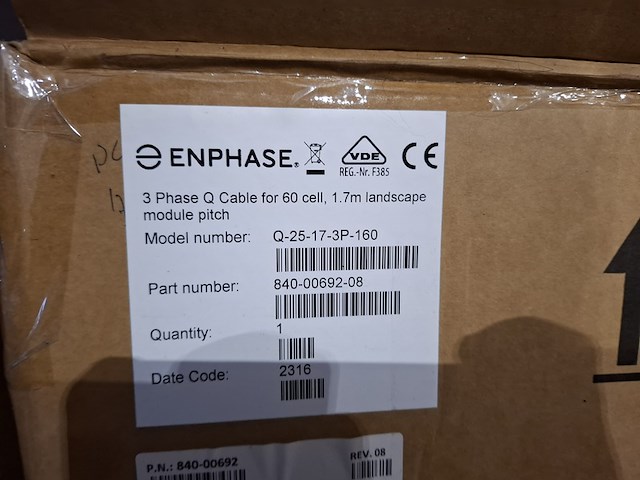 ENPHASE®
VDE
REG.-Nr. F385
CE
3 Phase Q Cable for 60 cell, 1.7m landscape
module pitch
Model number: Q-25-17-3P-160
Part number: 840-00692-08
Quantity: 1
Date Code: 2316
P.N.: 840-00692
REV. 08